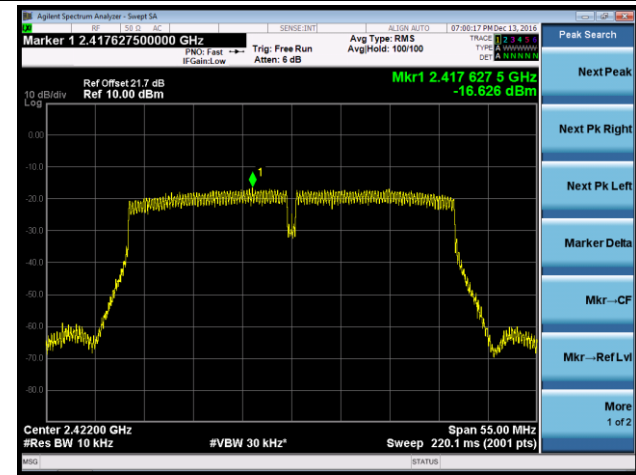 Agilent Spectrum Analyzer - Swept SA
RF 50 Ω AC SENSE:INT ALIGN AUTO 07:00:17 PM Dec 13, 2016
Marker 1 2.417627500000 GHz
PNO: Fast
IFGain:Low
Trig: Free Run
Atten: 6 dB
Avg Type: RMS
Avg|Hold: 100/100
TRACE 1 2 3 4 5 6
TYPE A WWWWW
DET A N N N N N
Peak Search
Next Peak
Next Pk Right
Next Pk Left
Marker Delta
Mkr→CF
Mkr→Ref Lvl
More
1 of 2
Mkr1 2.417 627 5 GHz
-16.626 dBm
Ref Offset 21.7 dB
10 dB/div Ref 10.00 dBm
Log
0.00
-10.0
-20.0
-30.0
-40.0
-50.0
-60.0
-70.0
-80.0
1
Center 2.42200 GHz Span 55.00 MHz
#Res BW 10 kHz #VBW 30 kHz* Sweep 220.1 ms (2001 pts)
MSG STATUS